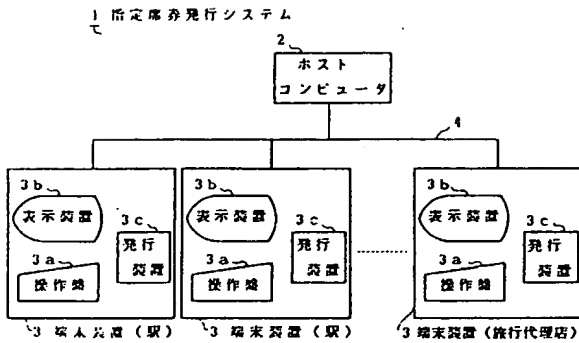 1 指定席券発行システム
2
ホスト
コンピュータ
4
3b
表示装置
3c
発行
装置
3a
操作盤
3 端末装置(駅)
3b
表示装置
3c
発行
装置
3a
操作盤
3 端末装置(駅)
3b
表示装置
3c
発行
装置
3a
操作盤
3 端末装置(旅行代理店)